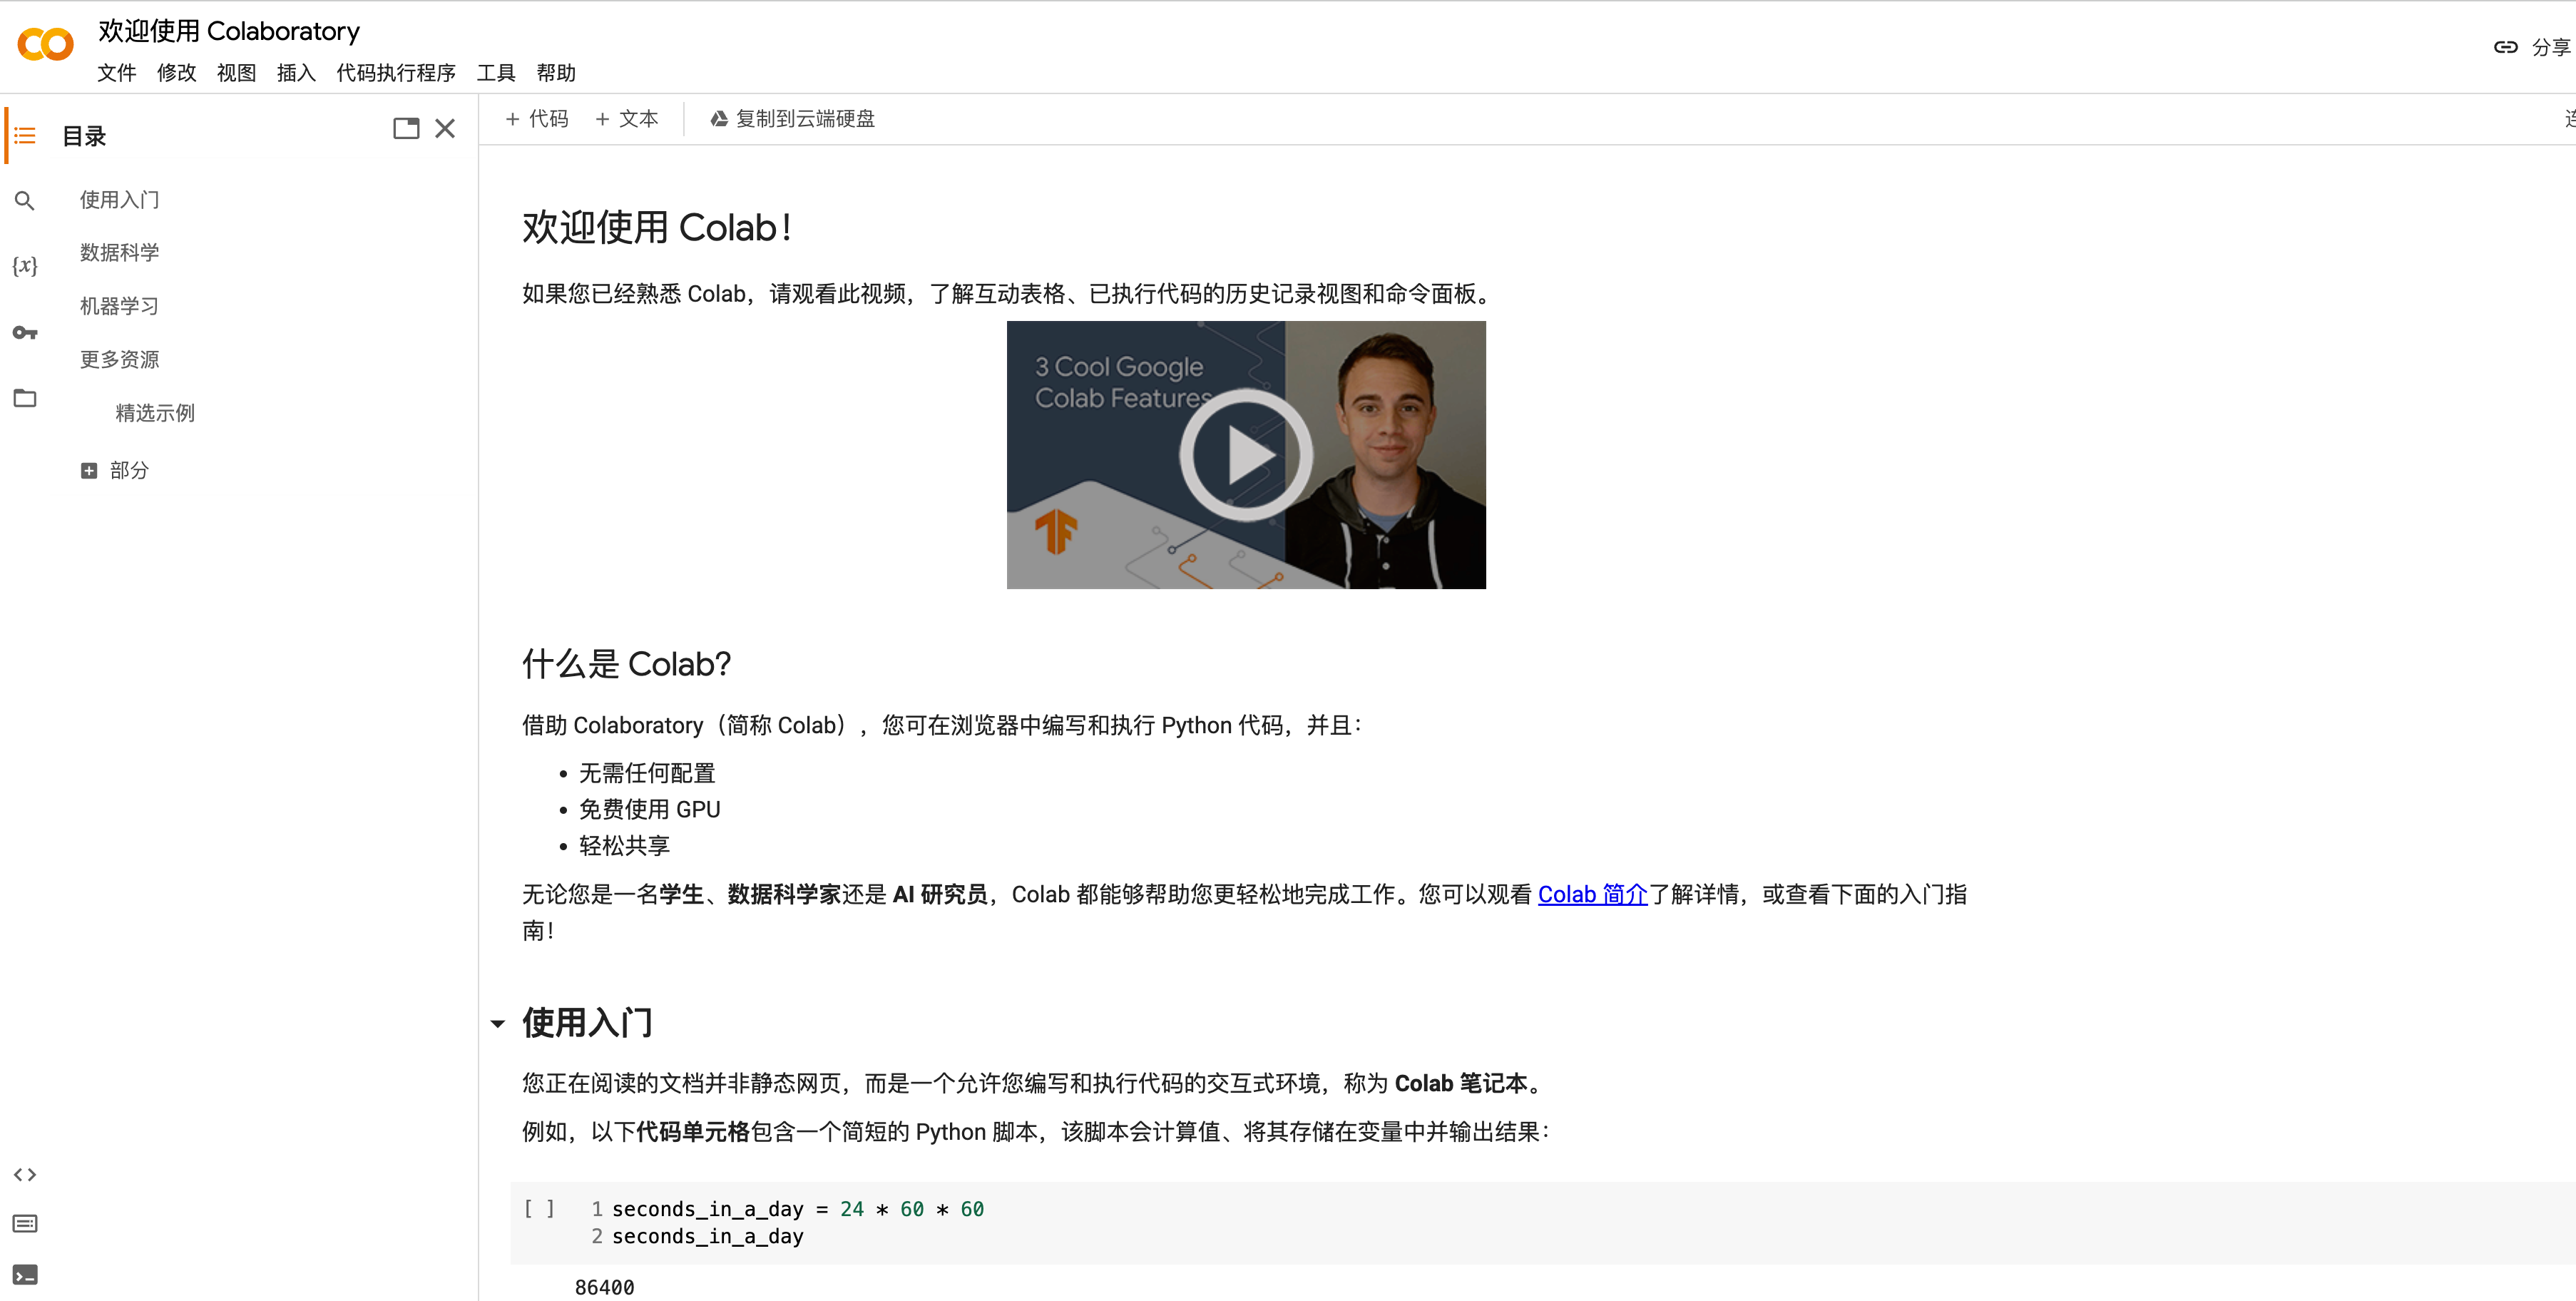 欢迎使用 Colaboratory
文件 修改 视图 插入 代码执行程序 工具 帮助
分享
目录
使用入门
数据科学
{x}
机器学习
更多资源
精选示例
部分
+ 代码 + 文本 复制到云端硬盘
连
欢迎使用 Colab！
如果您已经熟悉 Colab，请观看此视频，了解互动表格、已执行代码的历史记录视图和命令面板。
3 Cool Google
Colab Features
什么是 Colab？
借助 Colaboratory（简称 Colab），您可在浏览器中编写和执行 Python 代码，并且：
• 无需任何配置
• 免费使用 GPU
• 轻松共享
无论您是一名学生、数据科学家还是 AI 研究员，Colab 都能够帮助您更轻松地完成工作。您可以观看 Colab 简介了解详情，或查看下面的入门指
南！
使用入门
您正在阅读的文档并非静态网页，而是一个允许您编写和执行代码的交互式环境，称为 Colab 笔记本。
例如，以下代码单元格包含一个简短的 Python 脚本，该脚本会计算值、将其存储在变量中并输出结果：
[ ] 1 seconds_in_a_day = 24 * 60 * 60
2 seconds_in_a_day
86400